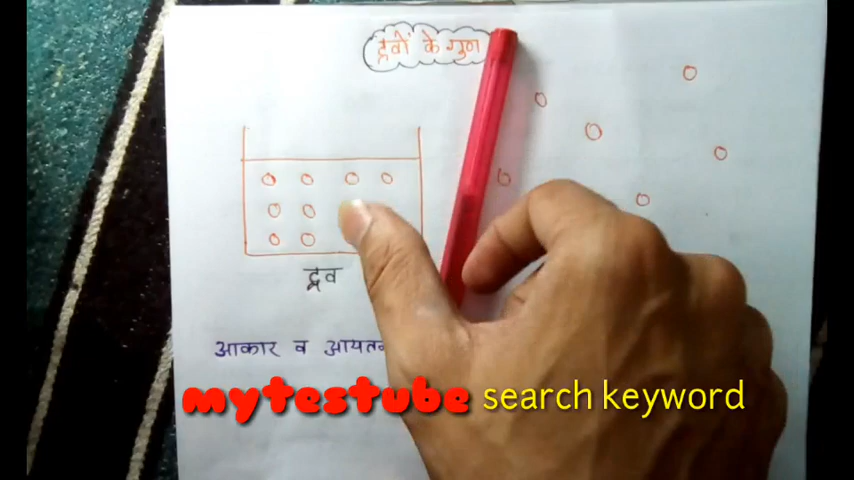 द्रवों के गुण
द्रव
आकार व आयतन
mytestube search keyword